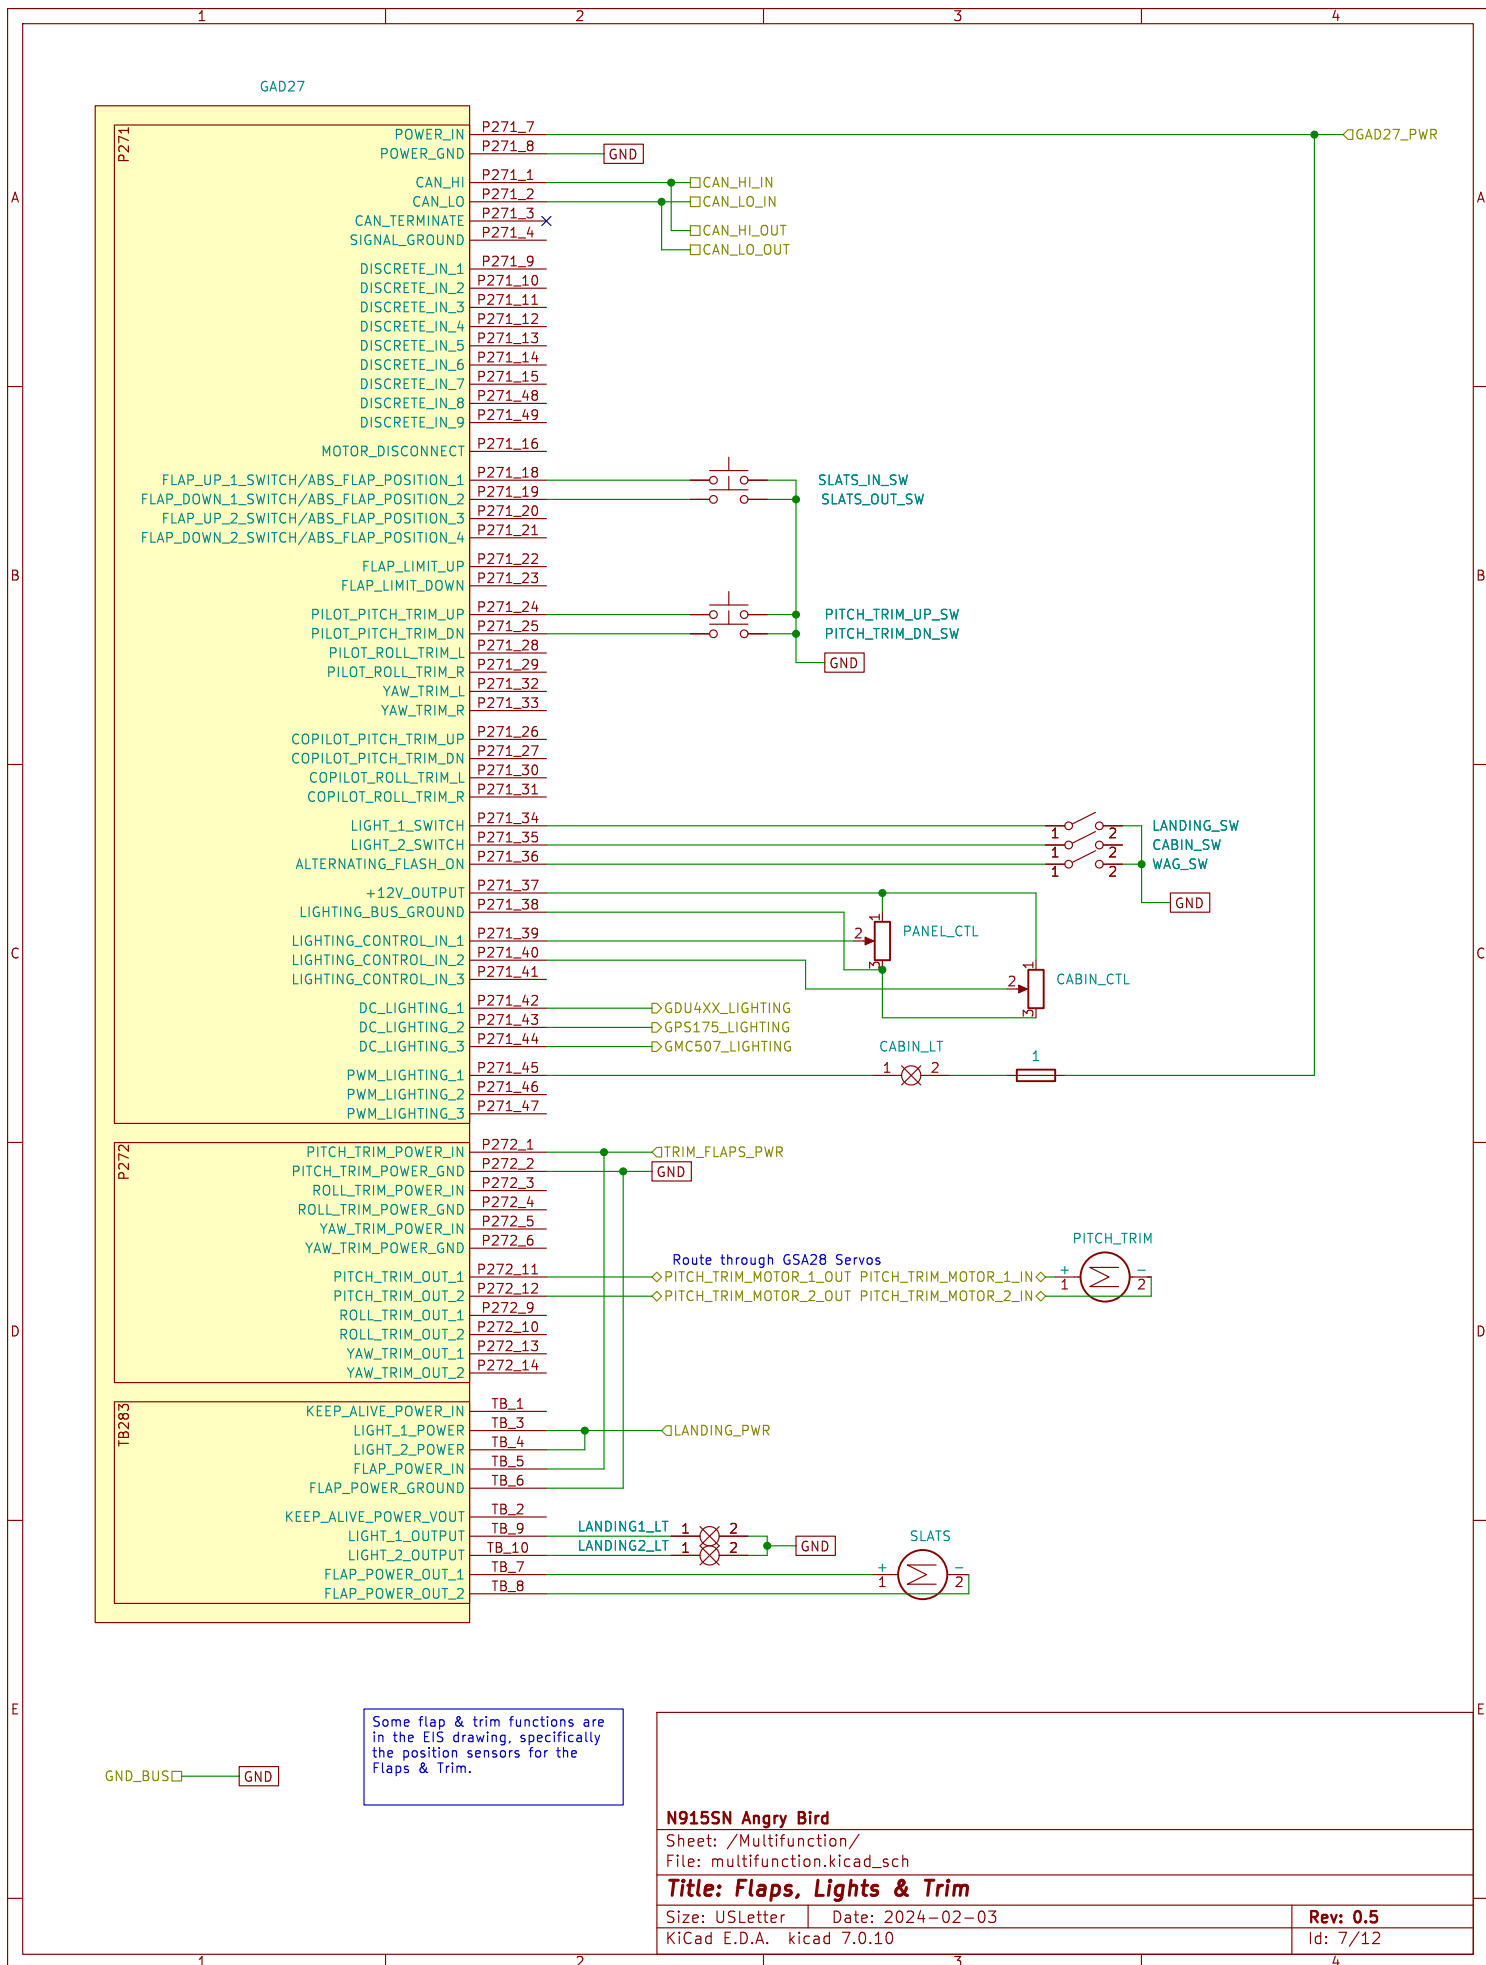 1 2 3 4
GAD27
P271
POWER_IN P271_7 GAD27_PWR
POWER_GND P271_8 GND
CAN_HI P271_1 CAN_HI_IN
A CAN_LO P271_2 CAN_LO_IN A
CAN_TERMINATE P271_3
CAN_HI_OUT
SIGNAL_GROUND P271_4
CAN_LO_OUT
DISCRETE_IN_1 P271_9
DISCRETE_IN_2 P271_10
DISCRETE_IN_3 P271_11
DISCRETE_IN_4 P271_12
DISCRETE_IN_5 P271_13
DISCRETE_IN_6 P271_14
DISCRETE_IN_7 P271_15
DISCRETE_IN_8 P271_48
DISCRETE_IN_9 P271_49
MOTOR_DISCONNECT P271_16
FLAP_UP_1_SWITCH/ABS_FLAP_POSITION_1 P271_18 SLATS_IN_SW
FLAP_DOWN_1_SWITCH/ABS_FLAP_POSITION_2 P271_19 SLATS_OUT_SW
FLAP_UP_2_SWITCH/ABS_FLAP_POSITION_3 P271_20
FLAP_DOWN_2_SWITCH/ABS_FLAP_POSITION_4 P271_21
FLAP_LIMIT_UP P271_22
B B
FLAP_LIMIT_DOWN P271_23
PILOT_PITCH_TRIM_UP P271_24 PITCH_TRIM_UP_SW
PILOT_PITCH_TRIM_DN P271_25 PITCH_TRIM_DN_SW
PILOT_ROLL_TRIM_L P271_28
GND
PILOT_ROLL_TRIM_R P271_29
YAW_TRIM_L P271_32
YAW_TRIM_R P271_33
COPILOT_PITCH_TRIM_UP P271_26
COPILOT_PITCH_TRIM_DN P271_27
COPILOT_ROLL_TRIM_L P271_30
COPILOT_ROLL_TRIM_R P271_31
LIGHT_1_SWITCH P271_34 1 2 LANDING_SW
LIGHT_2_SWITCH P271_35 1 2 CABIN_SW
ALTERNATING_FLASH_ON P271_36 1 2 WAG_SW
+12V_OUTPUT P271_37
GND
LIGHTING_BUS_GROUND P271_38
1 2 3 PANEL_CTL
LIGHTING_CONTROL_IN_1 P271_39
C C
LIGHTING_CONTROL_IN_2 P271_40
LIGHTING_CONTROL_IN_3 P271_41
1 2 3 CABIN_CTL
DC_LIGHTING_1 P271_42 GDU4XX_LIGHTING
DC_LIGHTING_2 P271_43 GPS175_LIGHTING
DC_LIGHTING_3 P271_44 GMC507_LIGHTING
CABIN_LT
PWM_LIGHTING_1 P271_45 1 2 1
PWM_LIGHTING_2 P271_46
PWM_LIGHTING_3 P271_47
P272
PITCH_TRIM_POWER_IN P272_1 TRIM_FLAPS_PWR
PITCH_TRIM_POWER_GND P272_2 GND
ROLL_TRIM_POWER_IN P272_3
ROLL_TRIM_POWER_GND P272_4
YAW_TRIM_POWER_IN P272_5
YAW_TRIM_POWER_GND P272_6
PITCH_TRIM
Route through GSA28 Servos
PITCH_TRIM_OUT_1 P272_11 PITCH_TRIM_MOTOR_1_OUT PITCH_TRIM_MOTOR_1_IN + 1 - 2
PITCH_TRIM_OUT_2 P272_12 PITCH_TRIM_MOTOR_2_OUT PITCH_TRIM_MOTOR_2_IN
ROLL_TRIM_OUT_1 P272_9
D ROLL_TRIM_OUT_2 P272_10 D
YAW_TRIM_OUT_1 P272_13
YAW_TRIM_OUT_2 P272_14
TB283
KEEP_ALIVE_POWER_IN TB_1
LIGHT_1_POWER TB_3 LANDING_PWR
LIGHT_2_POWER TB_4
FLAP_POWER_IN TB_5
FLAP_POWER_GROUND TB_6
KEEP_ALIVE_POWER_VOUT TB_2
LIGHT_1_OUTPUT TB_9 LANDING1_LT 1 2 SLATS
GND
LIGHT_2_OUTPUT TB_10 LANDING2_LT 1 2
FLAP_POWER_OUT_1 TB_7 + 1 - 2
FLAP_POWER_OUT_2 TB_8
E E
Some flap & trim functions are
in the EIS drawing, specifically
the position sensors for the
Flaps & Trim.
GND_BUS GND
N915SN Angry Bird
Sheet: /Multifunction/
File: multifunction.kicad_sch
Title: Flaps, Lights & Trim
Size: USLetter Date: 2024-02-03 Rev: 0.5
KiCad E.D.A. kicad 7.0.10 Id: 7/12
1 2 3 4